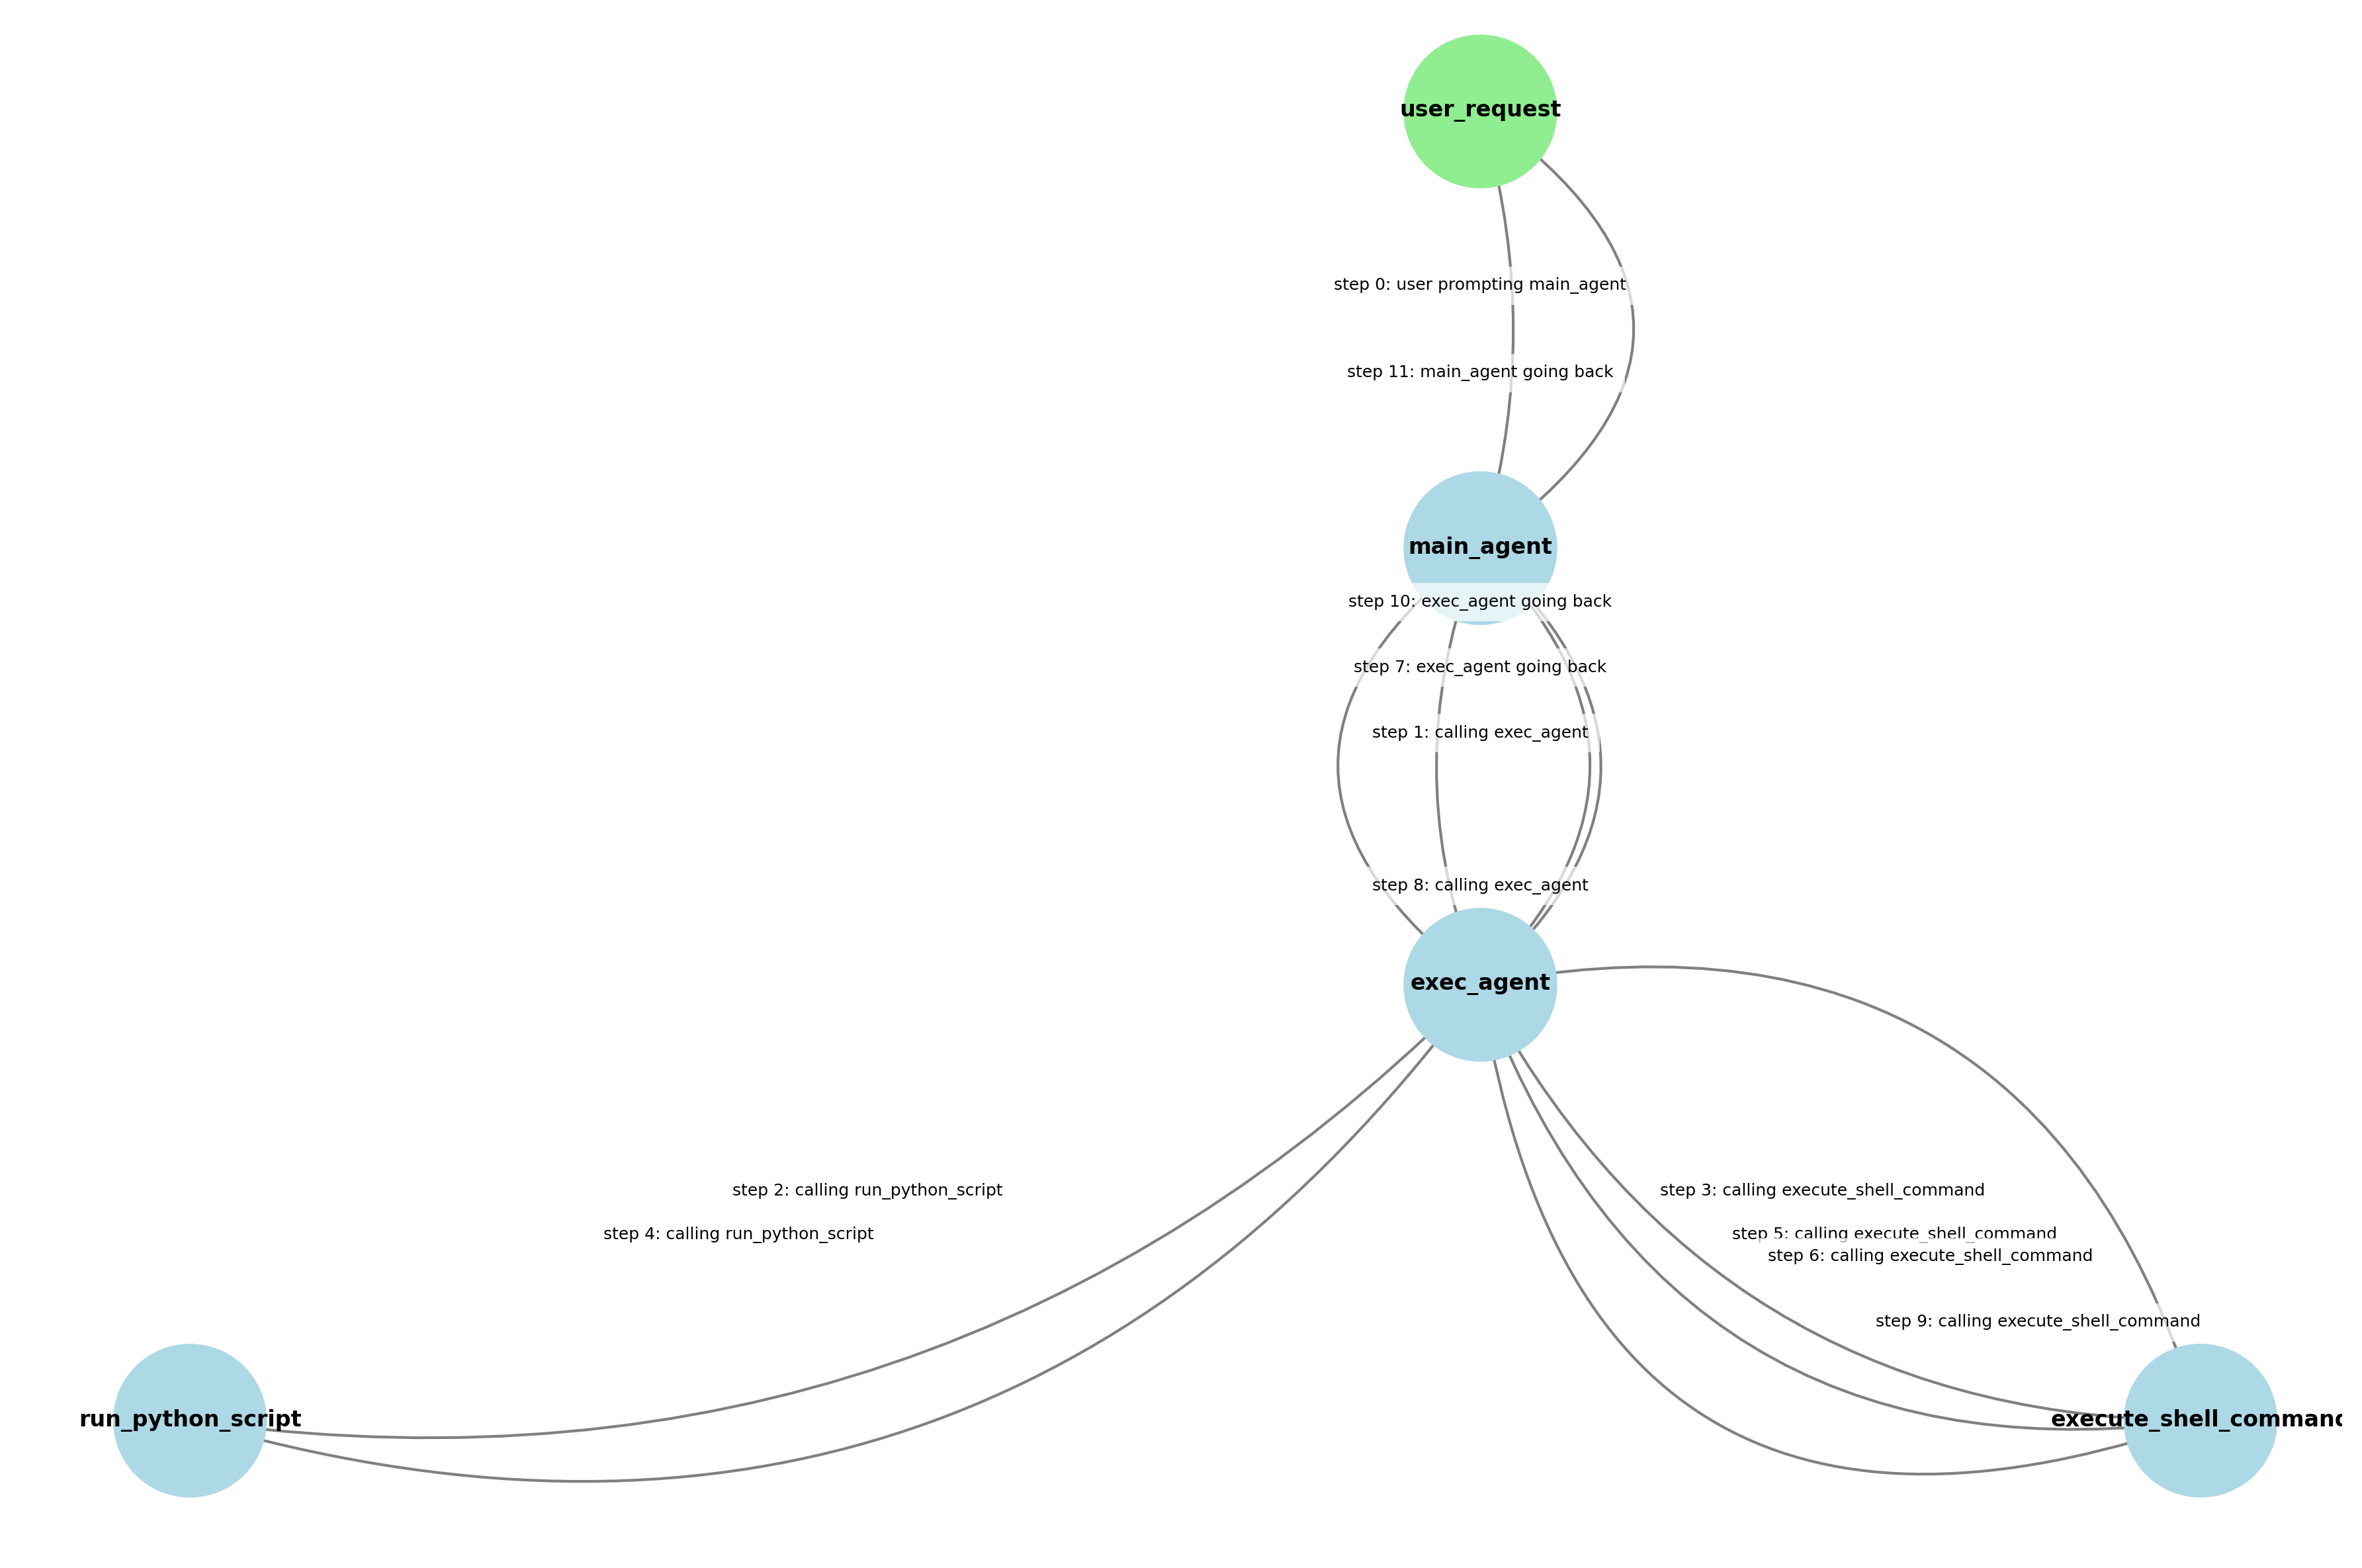 user_request
step 0: user prompting main_agent
step 11: main_agent going back
main_agent
step 10: exec_agent going back
step 7: exec_agent going back
step 1: calling exec_agent
step 8: calling exec_agent
exec_agent
step 2: calling run_python_script
step 3: calling execute_shell_command
step 4: calling run_python_script
step 5: calling execute_shell_command
step 6: calling execute_shell_command
step 9: calling execute_shell_command
run_python_script
execute_shell_command